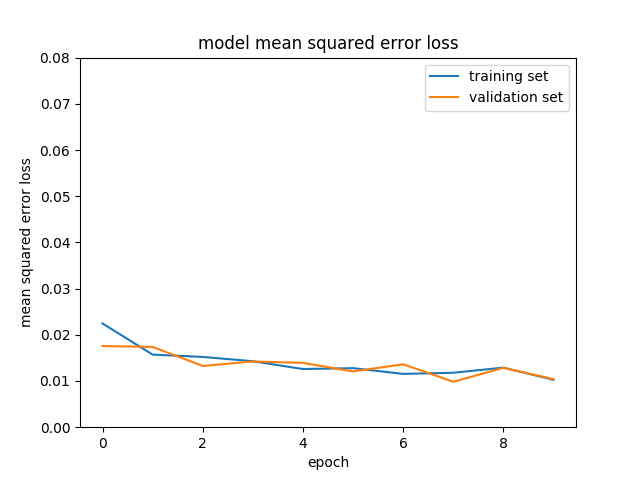 model mean squared error loss
training set
validation set
0.08
0.07
0.06
0.05
0.04
0.03
0.02
0.01
0.00
mean squared error loss
0 2 4 6 8
epoch